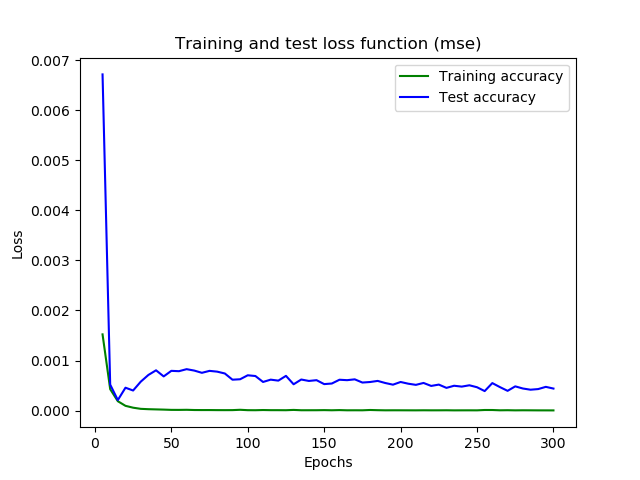 Training and test loss function (mse)
Training accuracy
Test accuracy
0.007
0.006
0.005
0.004
0.003
0.002
0.001
0.000
Loss
0 50 100 150 200 250 300
Epochs